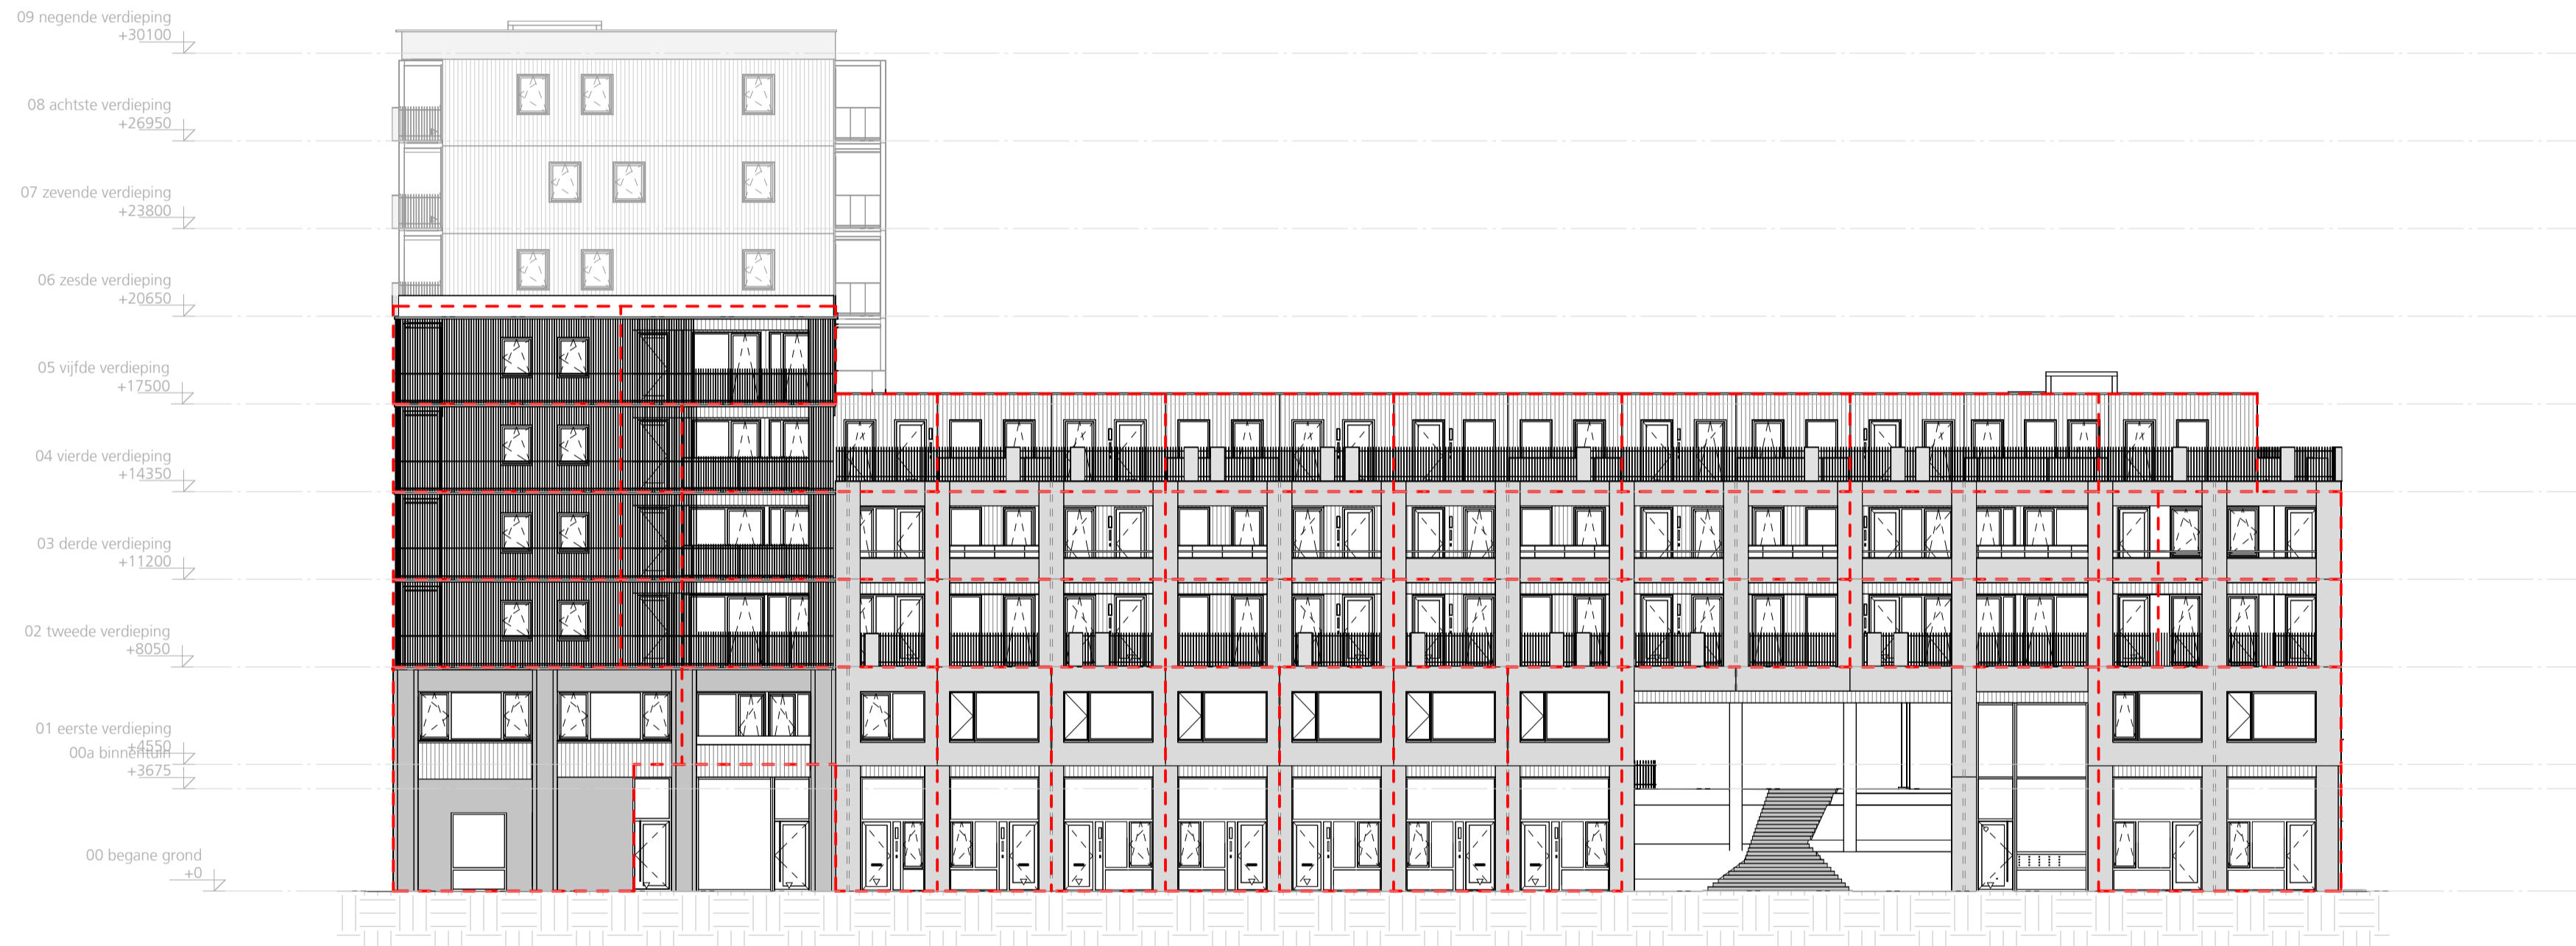 09 negende verdieping
+30100
08 achtste verdieping
+26950
07 zevende verdieping
+23800
06 zesde verdieping
+20650
05 vijfde verdieping
+17500
04 vierde verdieping
+14350
03 derde verdieping
+11200
02 tweede verdieping
+8050
01 eerste verdieping
+4550
00a binnentuin
+3675
00 begane grond
+0